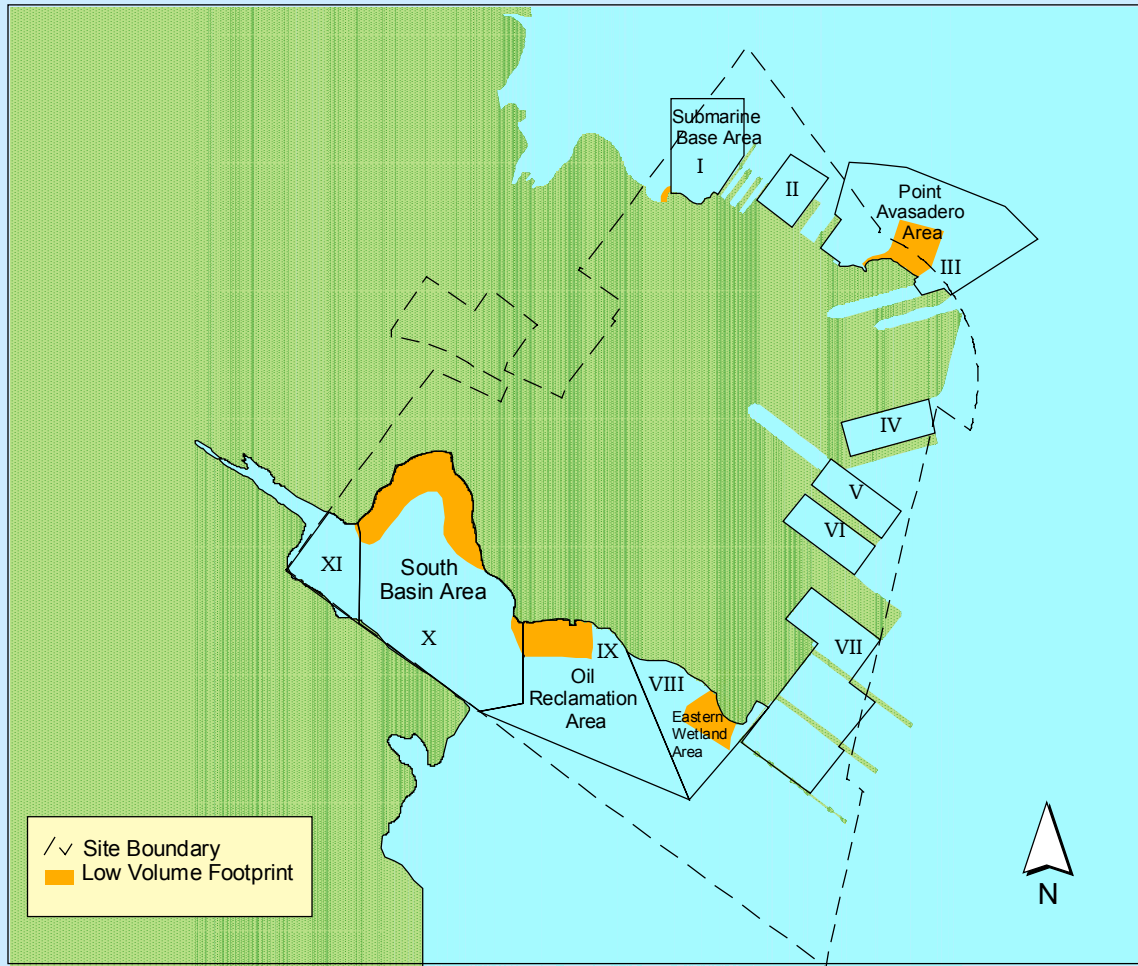 Submarine
Base Area
I
II
Point
Avasadero
Area
III
IV
V
VI
XI
South
Basin Area
X
VII
IX
VIII
Oil
Reclamation
Area
Eastern
Wetland
Area
Site Boundary
Low Volume Footprint
N